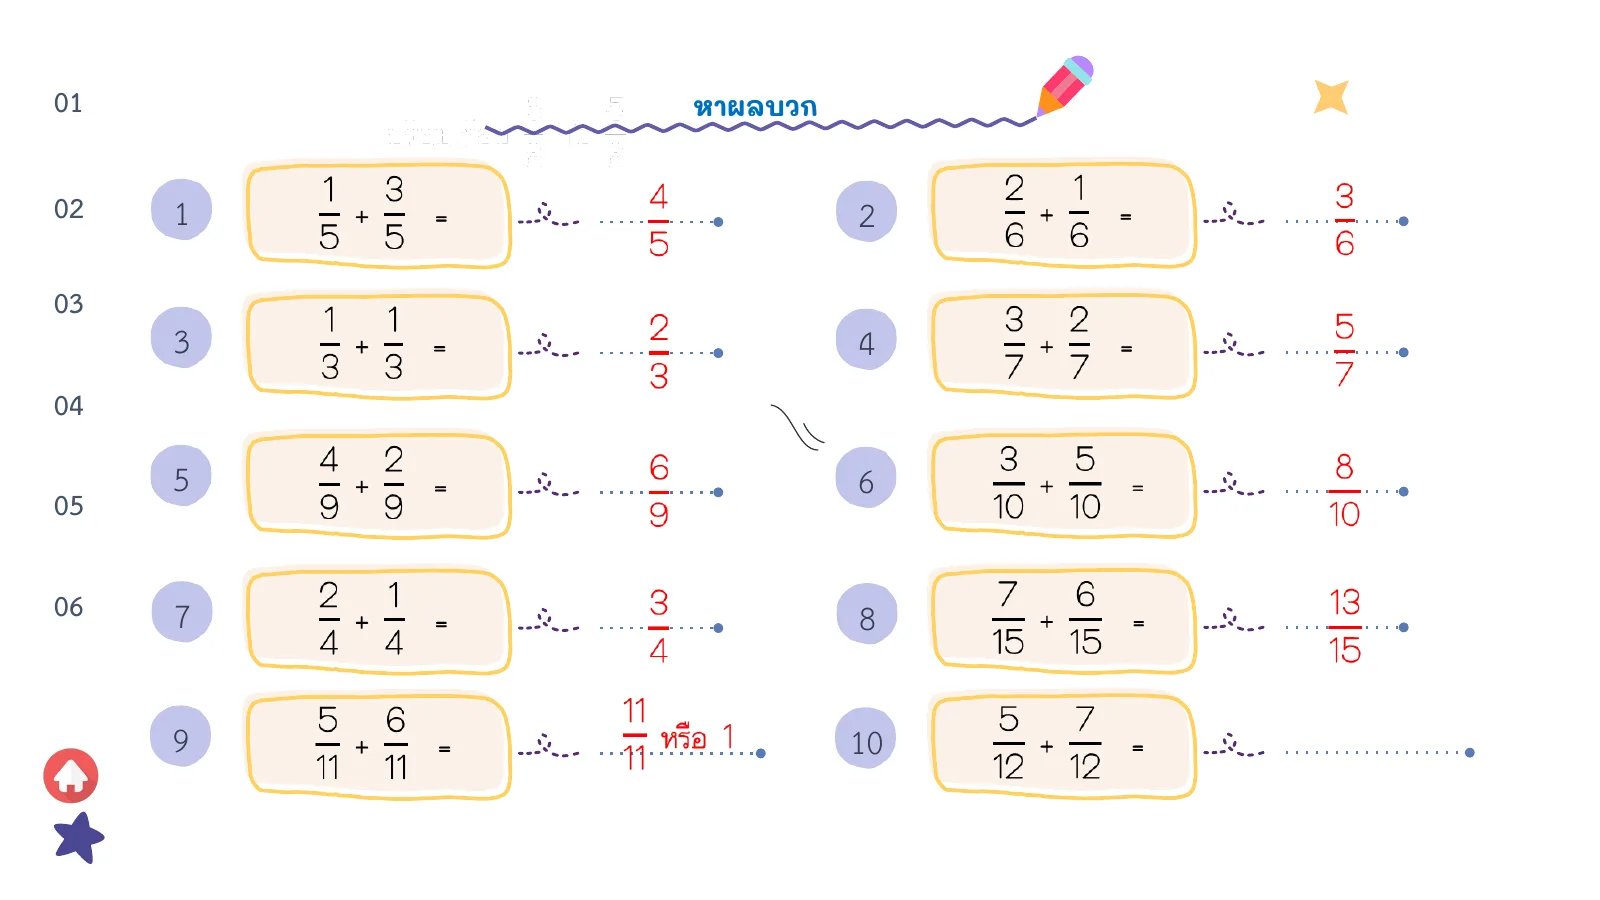 หาผลบวก
01
02
03
04
05
06
1
1/5 + 3/5 =
4/5
2
2/6 + 1/6 =
3/6
3
1/3 + 1/3 =
2/3
4
3/7 + 2/7 =
5/7
5
4/9 + 2/9 =
6/9
6
3/10 + 5/10 =
8/10
7
2/4 + 1/4 =
3/4
8
7/15 + 6/15 =
13/15
9
5/11 + 6/11 =
11/11 หรือ 1
10
5/12 + 7/12 =